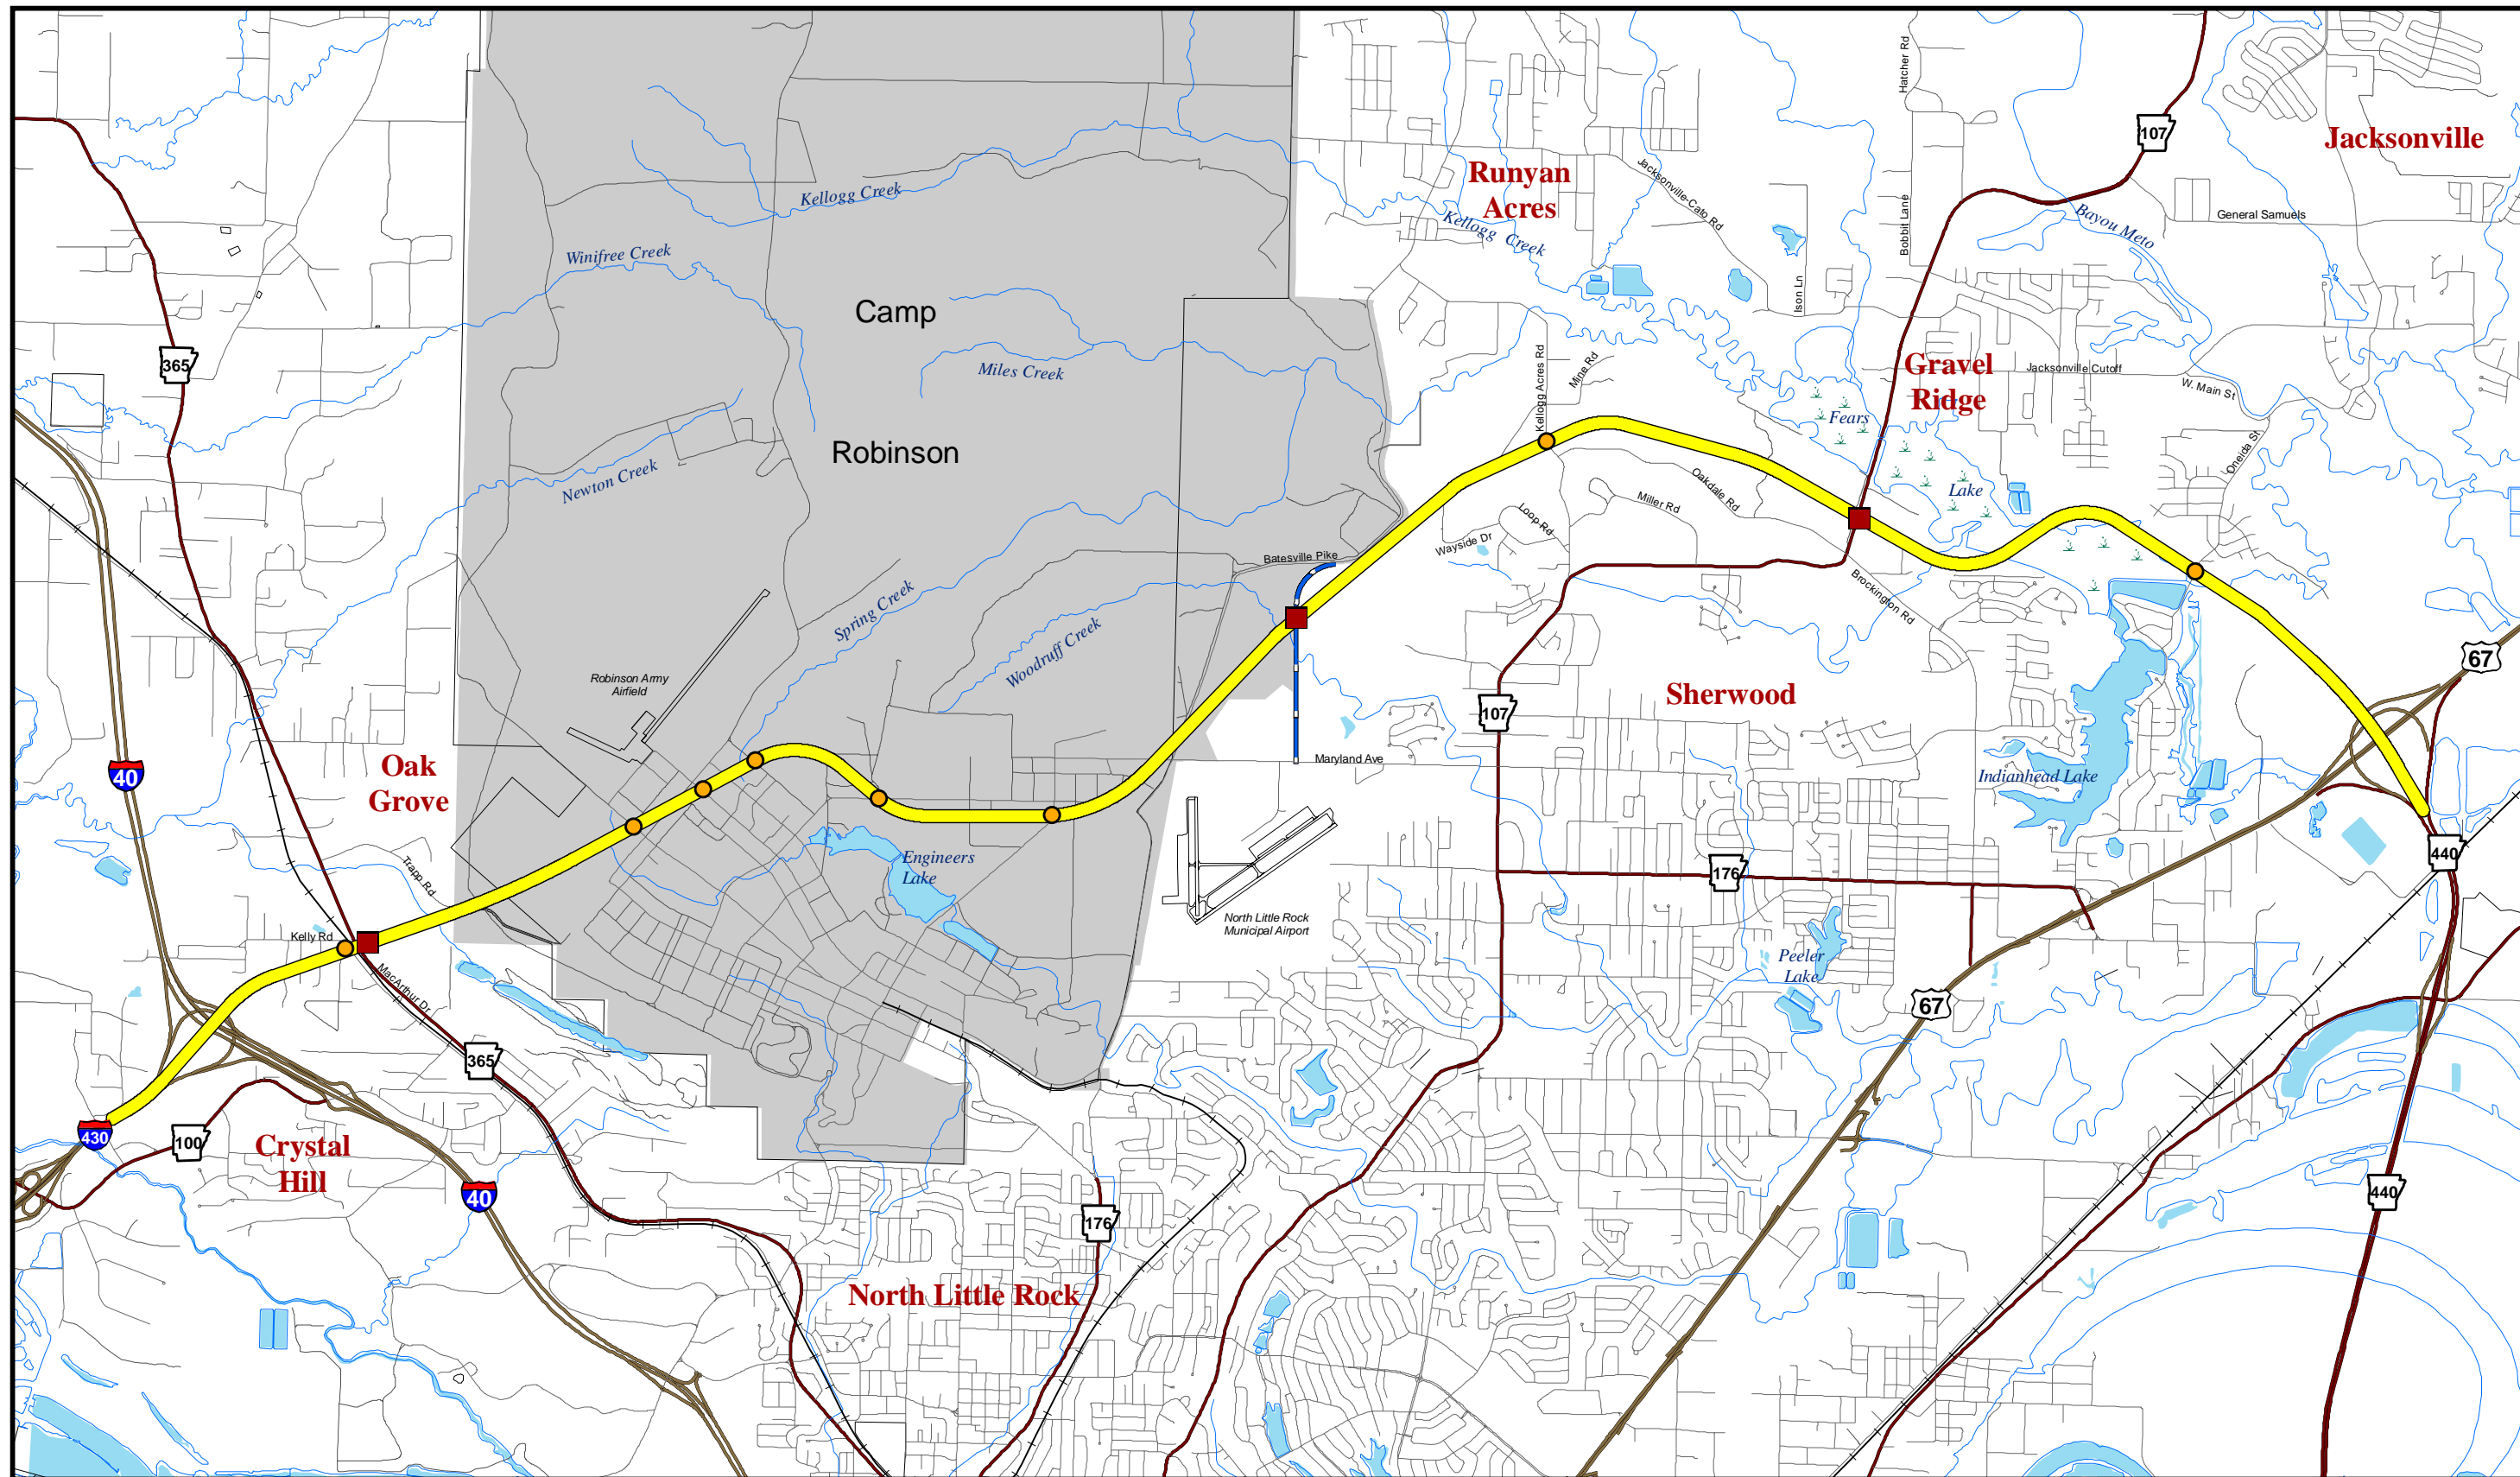 Hatcher Rd
107
Jacksonville
Runyan
Acres
Jacksonville-Cato Rd
Kellogg Creek
Kellogg Creek
Bobbit Lane
Bayou Meto
General Samuels
Winifree Creek
Camp
Ison Ln
365
Miles Creek
Kellogg Acres Rd
Mine Rd
Gravel
Ridge
Jacksonville Cutoff
W. Main St
Fears
Robinson
Newton Creek
Oneida St
Oakdale Rd
Lake
Miller Rd
Loop Rd
Wayside Dr
Batesville Pike
Brockington Rd
Spring Creek
Woodruff Creek
67
Robinson Army
Airfield
Sherwood
107
Maryland Ave
40
Oak
Grove
Indianhead Lake
Engineers
Lake
440
Trapp Rd
176
North Little Rock
Municipal Airport
Kelly Rd
Peeler
Lake
MacArthur Dr
67
365
430
100
Crystal
Hill
40
440
176
North Little Rock